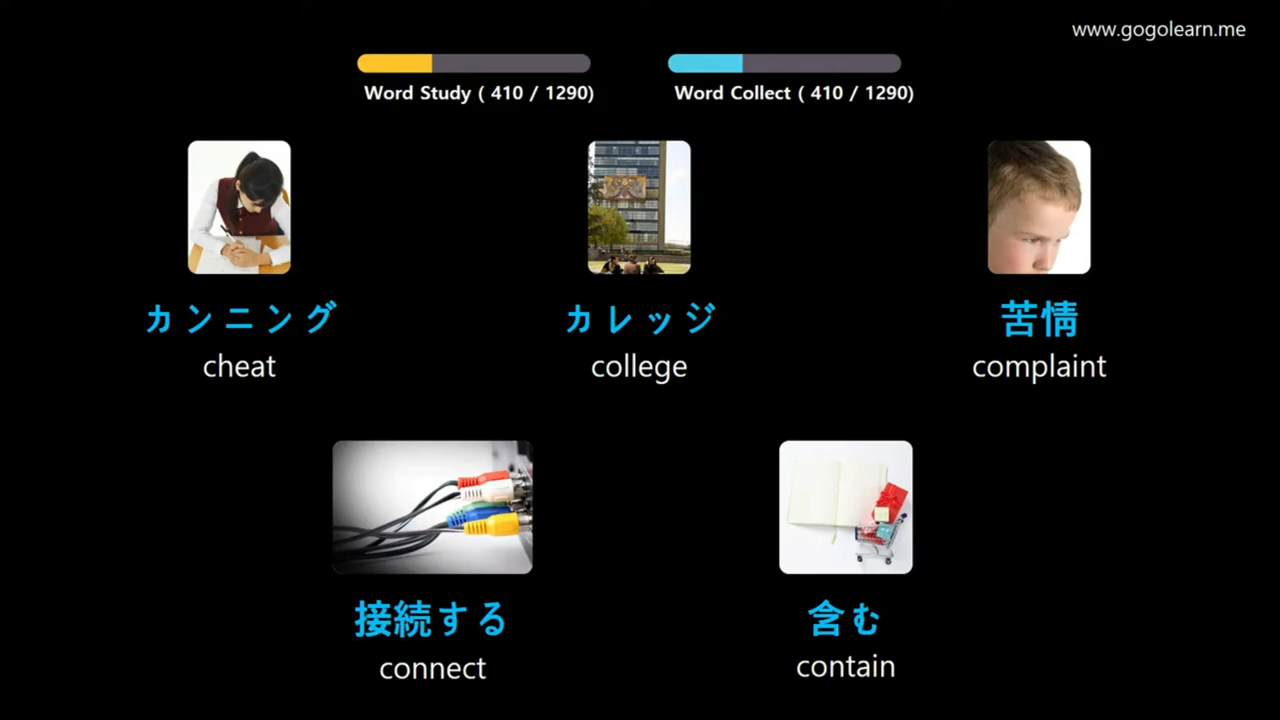 www.gogolearn.me
Word Study ( 410 / 1290)
Word Collect ( 410 / 1290)
カンニング
cheat
カレッジ
college
苦情
complaint
接続する
connect
含む
contain